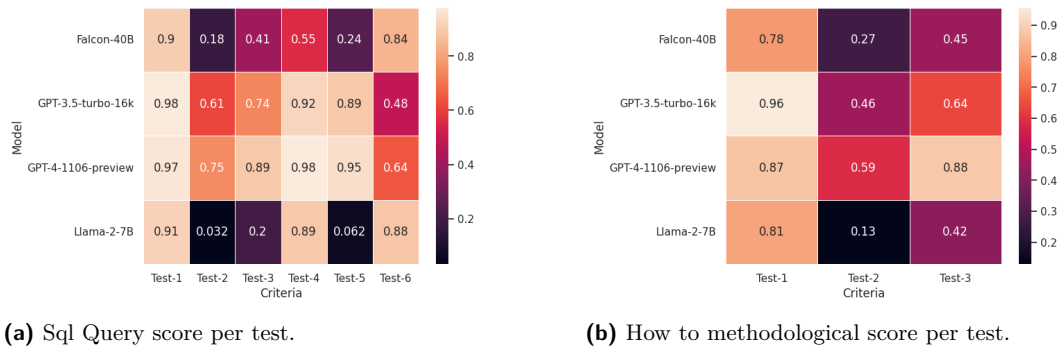 Falcon-40B 0.9 0.18 0.41 0.55 0.24 0.84
GPT-3.5-turbo-16k 0.98 0.61 0.74 0.92 0.89 0.48
GPT-4-1106-preview 0.97 0.75 0.89 0.98 0.95 0.64
Llama-2-7B 0.91 0.032 0.2 0.89 0.062 0.88
Model
Test-1 Test-2 Test-3 Test-4 Test-5 Test-6
Criteria
0.8
0.6
0.4
0.2
(a) Sql Query score per test.
Falcon-40B 0.78 0.27 0.45
GPT-3.5-turbo-16k 0.96 0.46 0.64
GPT-4-1106-preview 0.87 0.59 0.88
Llama-2-7B 0.81 0.13 0.42
Model
Test-1 Test-2 Test-3
Criteria
0.9
0.8
0.7
0.6
0.5
0.4
0.3
0.2
(b) How to methodological score per test.